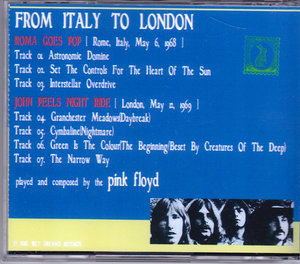 FROM ITALY TO LONDON
ROMA GOES POP [ Rome, Italy, May 6, 1968 ]
Track 01. Astronomic Domine
Track 02. Set The Controls For The Heart Of The Sun
Track 03. Interstellar Overdrive
JOHN PEELS NIGHT RIDE [ London, May 12, 1969 ]
Track 04. Granchester Meadows(Daybreak)
Track 05. Cymbaline(Nightmare)
Track 06. Green Is The Colour(The Beginning)(Beset By Creatures Of The Deep)
Track 07. The Narrow Way
played and composed by the pink floyd